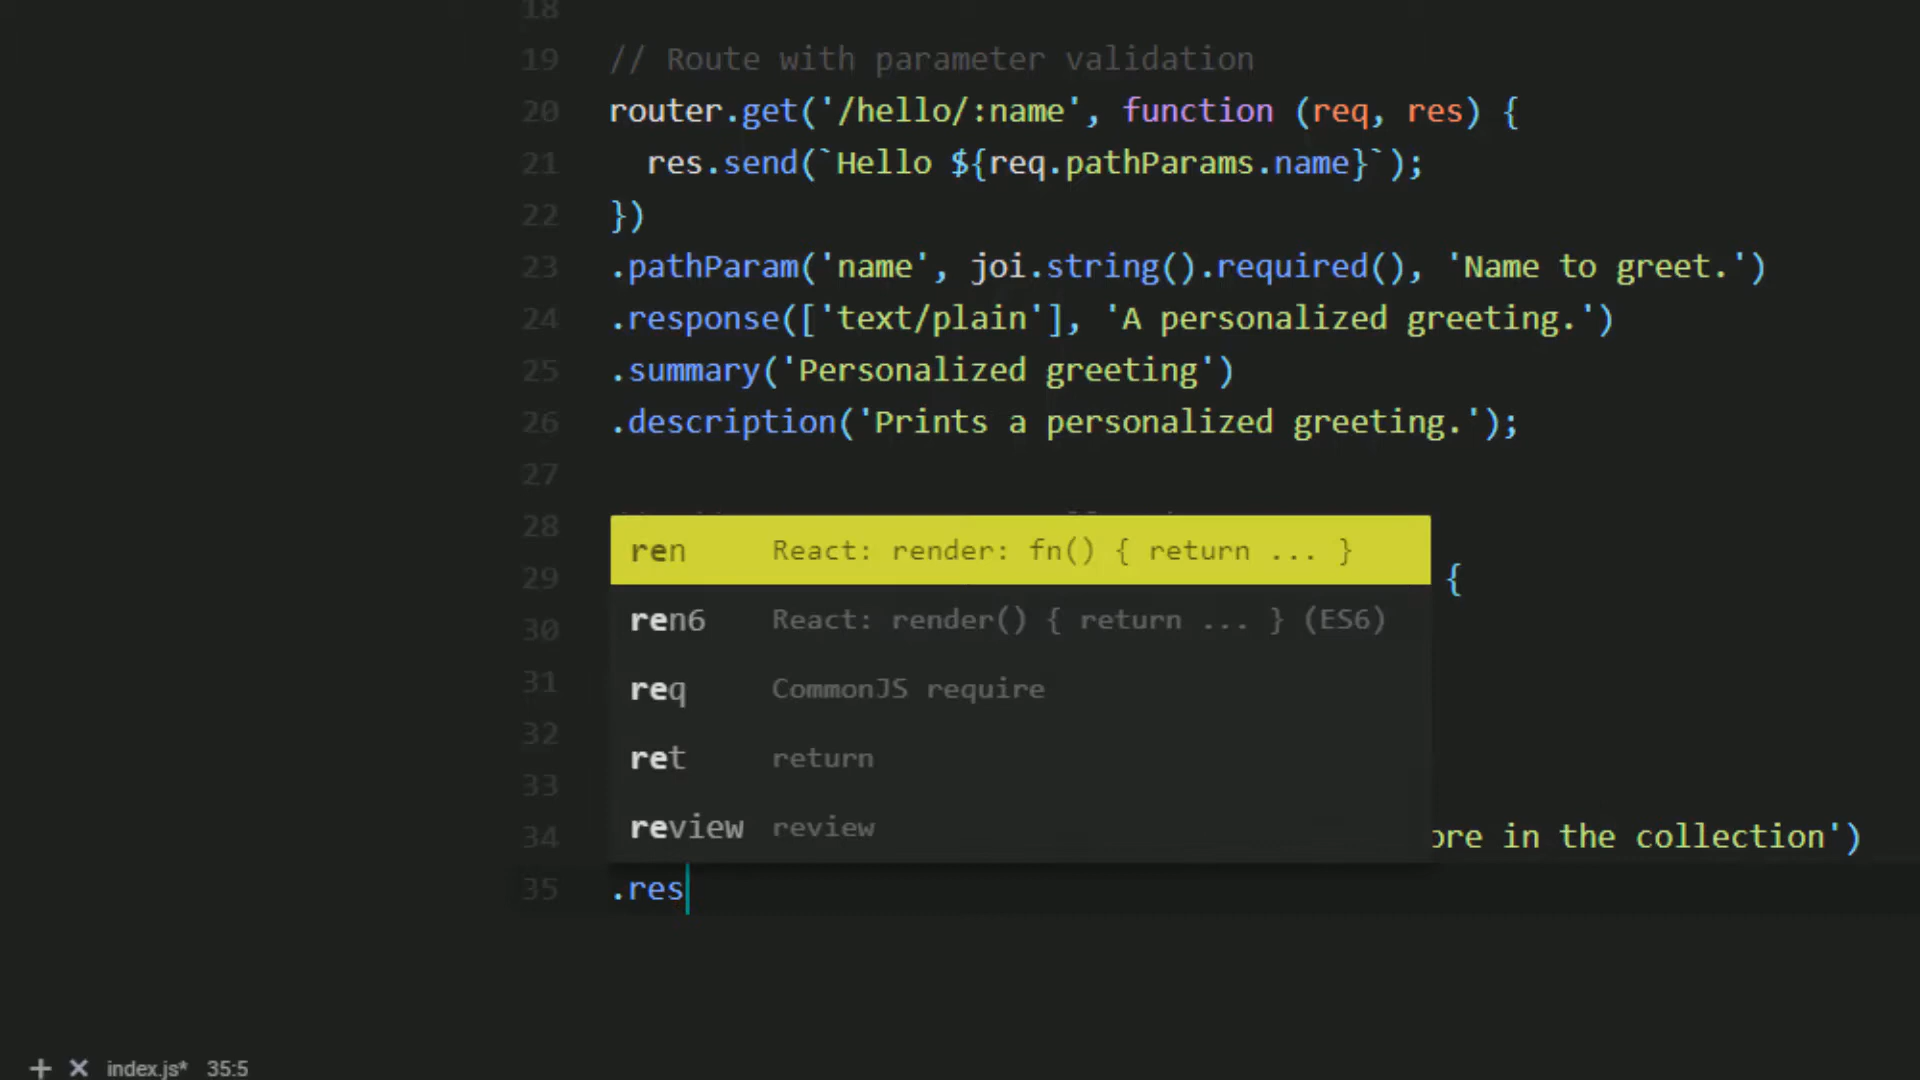 18
19 // Route with parameter validation
20 router.get('/hello/:name', function (req, res) {
21 res.send(`Hello ${req.pathParams.name}`);
22 })
23 .pathParam('name', joi.string().required(), 'Name to greet.')
24 .response(['text/plain'], 'A personalized greeting.')
25 .summary('Personalized greeting')
26 .description('Prints a personalized greeting.');
27
28
ren React: render: fn() { return ... }
29 {
ren6 React: render() { return ... } (ES6)
30
31 req CommonJS require
32
ret return
33
review review
34 ore in the collection')
35 .res
index.js* 35:5